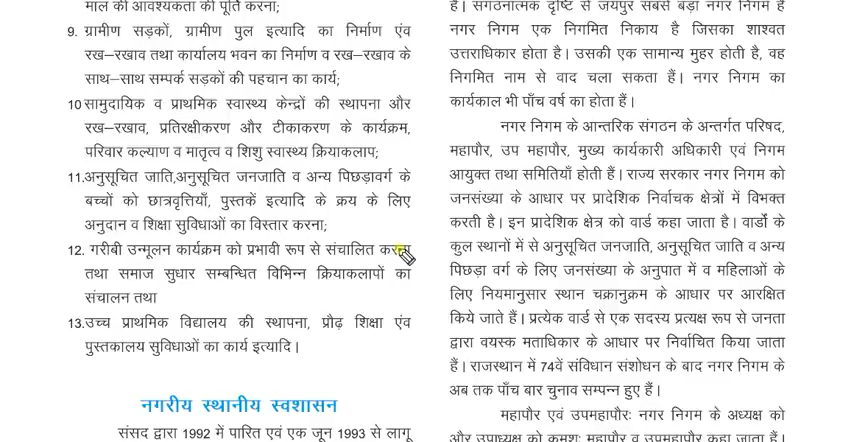 माल की आवश्यकता की पूर्ति करना;
9. ग्रामीण सड़कों, ग्रामीण पुल इत्यादि का निर्माण एंव
रख–रखाव तथा कार्यालय भवन का निर्माण व रख–रखाव के
साथ–साथ सम्पर्क सड़कों की पहचान का कार्य;
10 सामुदायिक व प्राथमिक स्वास्थ्य केन्द्रों की स्थापना और
रख–रखाव, प्रतिरक्षीकरण और टीकाकरण के कार्यक्रम,
परिवार कल्याण व मातृत्व व शिशु स्वास्थ्य क्रियाकलाप;
11.अनुसूचित जाति,अनुसूचित जनजाति व अन्य पिछड़ावर्ग के
बच्चों को छात्रवृत्तियाँ, पुस्तकें इत्यादि के क्रय के लिए
अनुदान व शिक्षा सुविधाओं का विस्तार करना;
12. गरीबी उन्मूलन कार्यक्रम को प्रभावी रूप से संचालित करना
तथा समाज सुधार सम्बन्धित विभिन्न क्रियाकलापों का
संचालन तथा
13.उच्च प्राथमिक विद्यालय की स्थापना, प्रौढ़ शिक्षा एंव
पुस्तकालय सुविधाओं का कार्य इत्यादि।
नगरीय स्थानीय स्वशासन
संसद द्वारा 1992 में पारित एवं एक जून 1993 से लागू
है। संगठनात्मक दृष्टि से जयपुर सबसे बड़ा नगर निगम है
नगर निगम एक निगमित निकाय है जिसका शाश्वत
उत्तराधिकार होता है। उसकी एक सामान्य मुहर होती है, वह
निगमित नाम से वाद चला सकता हैं। नगर निगम का
कार्यकाल भी पाँच वर्ष का होता हैं।
नगर निगम के आन्तरिक संगठन के अन्तर्गत परिषद,
महापौर, उप महापौर, मुख्य कार्यकारी अधिकारी एवं निगम
आयुक्त तथा समितियाँ होती हैं। राज्य सरकार नगर निगम को
जनसंख्या के आधार पर प्रादेशिक निर्वाचक क्षेत्रों में विभक्त
करती है। इन प्रादेशिक क्षेत्र को वार्ड कहा जाता है। वार्डों के
कुल स्थानों में से अनुसूचित जनजाति, अनुसूचित जाति व अन्य
पिछड़ा वर्ग के लिए जनसंख्या के अनुपात में व महिलाओं के
लिए नियमानुसार स्थान चक्रानुक्रम के आधार पर आरक्षित
किये जाते हैं। प्रत्येक वार्ड से एक सदस्य प्रत्यक्ष रूप से जनता
द्वारा वयस्क मताधिकार के आधार पर निर्वाचित किया जाता
हैं। राजस्थान में 74वें संविधान संशोधन के बाद नगर निगम के
अब तक पाँच बार चुनाव सम्पन्न हुए हैं।
महापौर एवं उपमहापौरः नगर निगम के अध्यक्ष को
और उपाध्यक्ष को क्रमशः महापौर व उपमहापौर कहा जाता हैं।